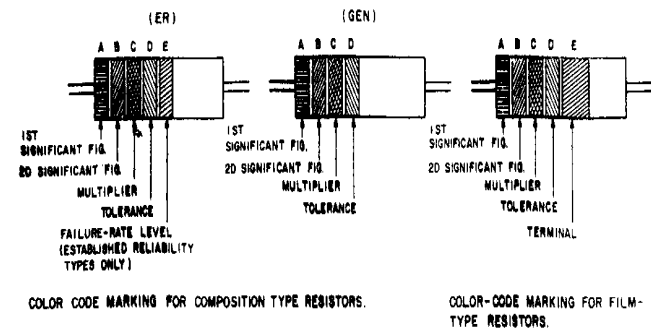 (ER)
A B C D E
1ST
SIGNIFICANT FIG.
2D SIGNIFICANT FIG.
MULTIPLIER
TOLERANCE
FAILURE-RATE LEVEL
(ESTABLISHED RELIABILITY
TYPES ONLY)
(GEN)
A B C D
1ST
SIGNIFICANT FIG.
2D SIGNIFICANT FIG.
MULTIPLIER
TOLERANCE
COLOR CODE MARKING FOR COMPOSITION TYPE RESISTORS.
A B C D E
1ST
SIGNIFICANT FIG.
2D SIGNIFICANT FIG.
MULTIPLIER
TOLERANCE
TERMINAL
COLOR-CODE MARKING FOR FILM-
TYPE RESISTORS.